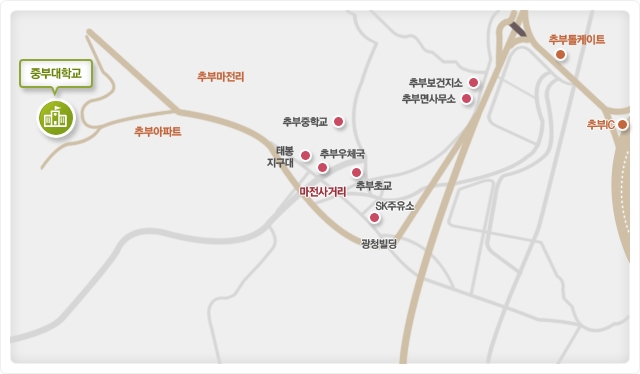 추부톨게이트
중부대학교
추부마전리
추부보건지소
추부면사무소
추부중학교
추부IC
추부아파트
태봉
지구대
추부우체국
추부초교
마전사거리
SK주유소
광청빌딩